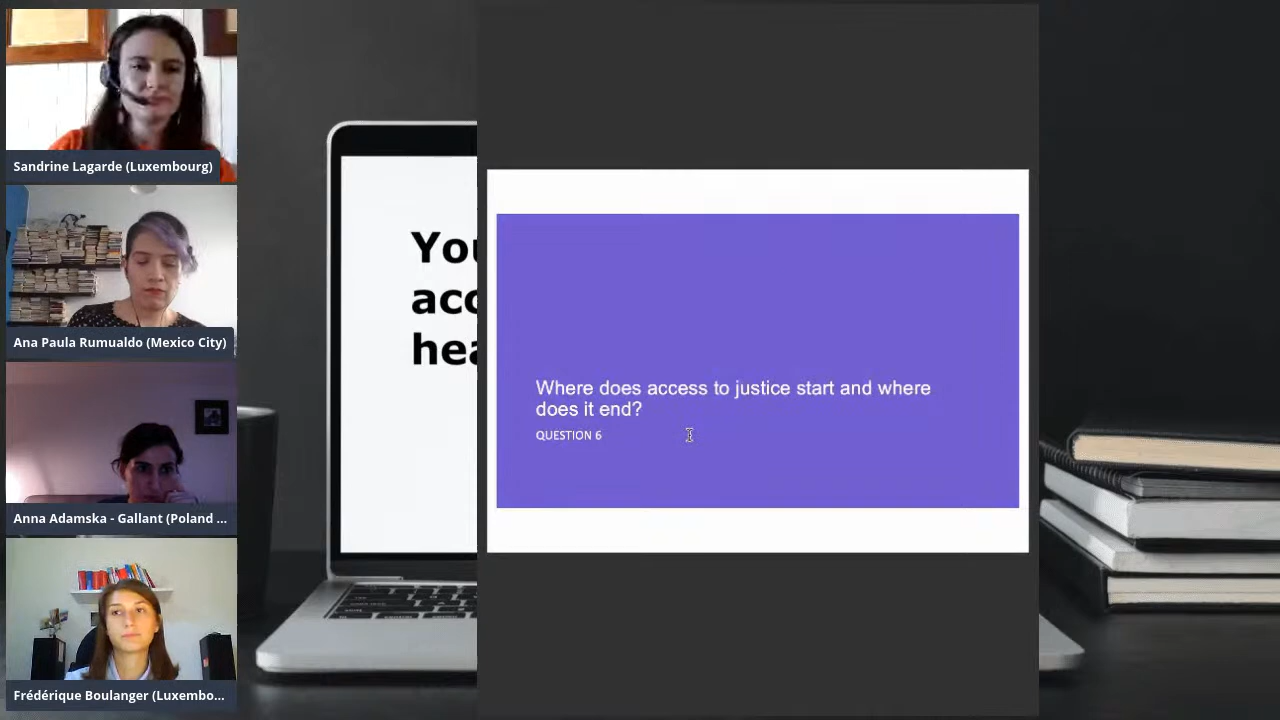 Sandrine Lagarde (Luxembourg)
Ana Paula Rumualdo (Mexico City)
Anna Adamska - Gallant (Poland ...
Frédérique Boulanger (Luxembo...
You
acc
hea
Where does access to justice start and where
does it end?
QUESTION 6